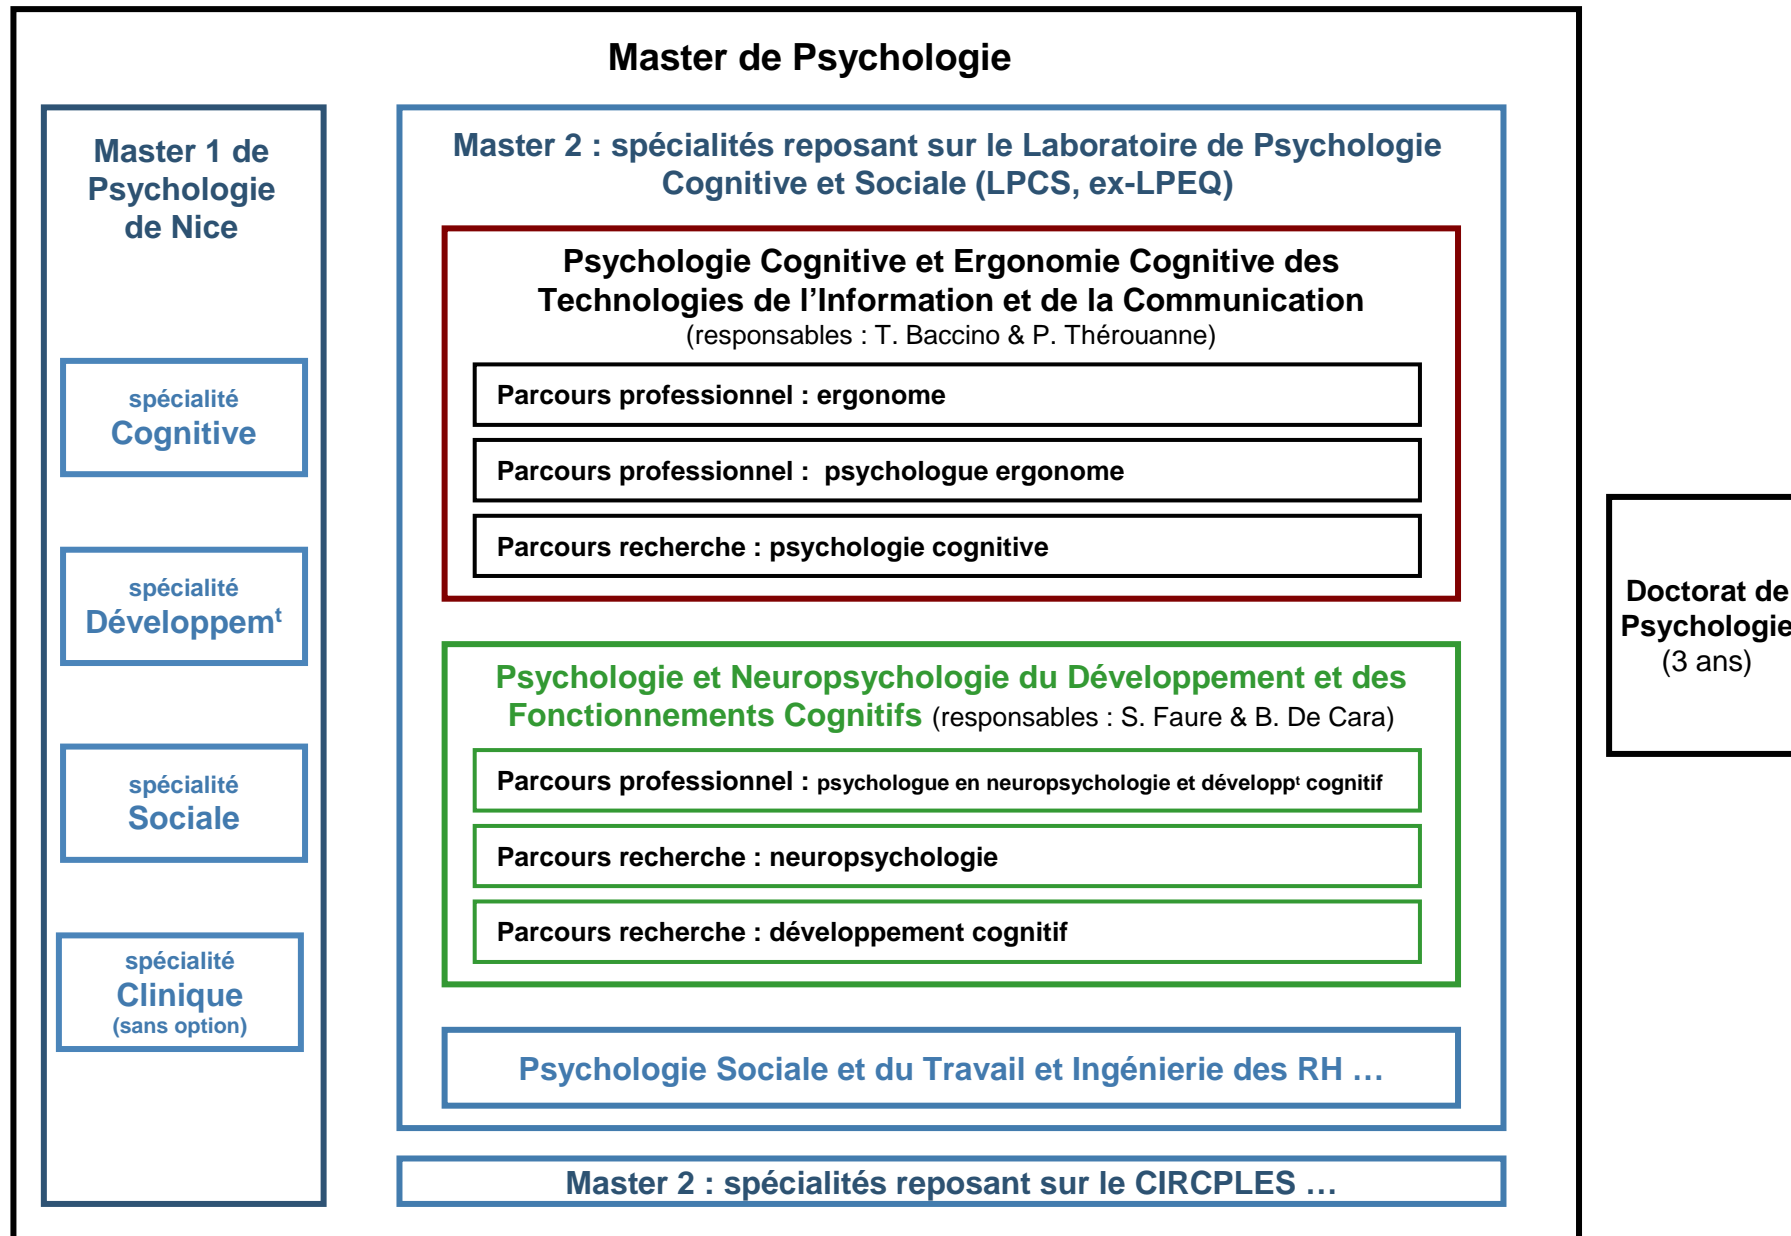 Master de Psychologie
Master 1 de
Psychologie
de Nice
spécialité
Cognitive
spécialité
Développemᵗ
spécialité
Sociale
spécialité
Clinique
(sans option)
Master 2 : spécialités reposant sur le Laboratoire de Psychologie
Cognitive et Sociale (LPCS, ex-LPEQ)
Psychologie Cognitive et Ergonomie Cognitive des
Technologies de l’Information et de la Communication
(responsables : T. Baccino & P. Thérouanne)
Parcours professionnel : ergonome
Parcours professionnel :  psychologue ergonome
Parcours recherche : psychologie cognitive
Psychologie et Neuropsychologie du Développement et des
Fonctionnements Cognitifs (responsables : S. Faure & B. De Cara)
Parcours professionnel : psychologue en neuropsychologie et développᵗ cognitif
Parcours recherche : neuropsychologie
Parcours recherche : développement cognitif
Psychologie Sociale et du Travail et Ingénierie des RH …
Master 2 : spécialités reposant sur le CIRCPLES …
Doctorat de
Psychologie
(3 ans)